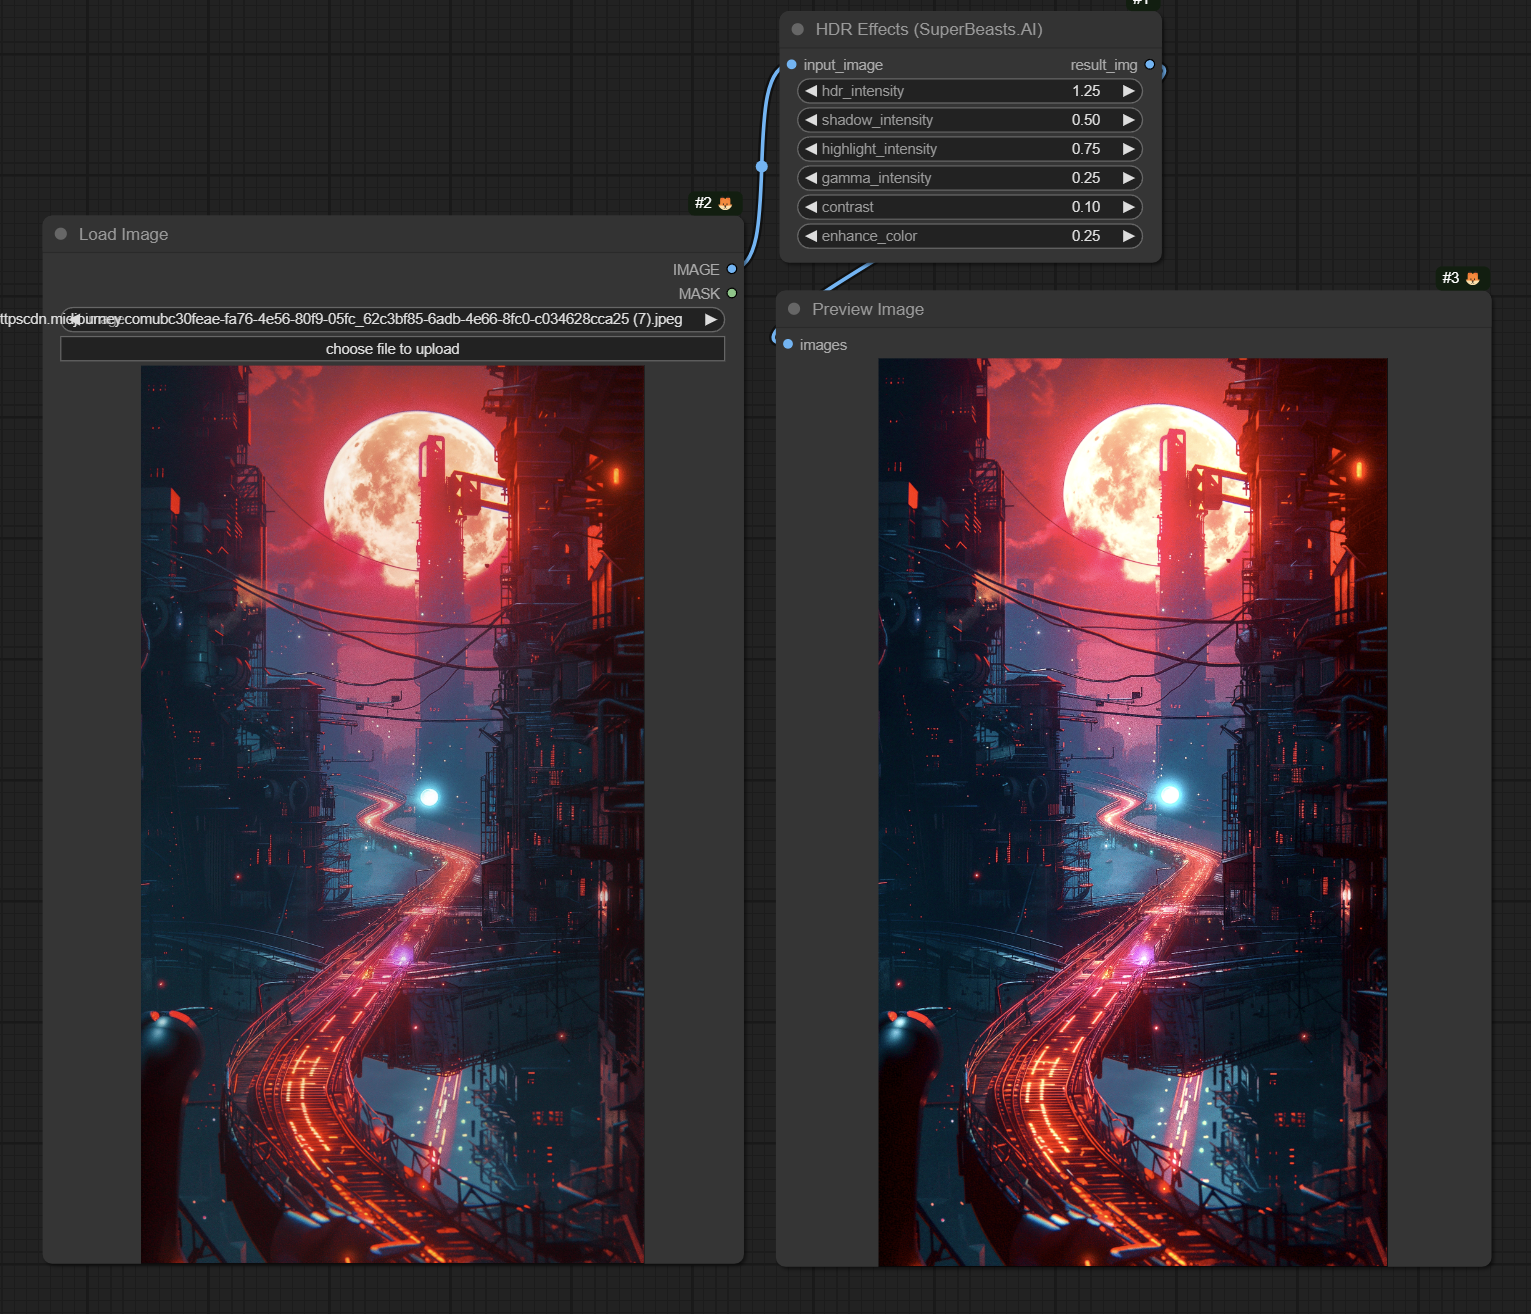 #1
HDR Effects (SuperBeasts.AI)
input_image
result_img
hdr_intensity 1.25
shadow_intensity 0.50
highlight_intensity 0.75
gamma_intensity 0.25
contrast 0.10
enhance_color 0.25
#2
Load Image
IMAGE
MASK
ttpscdn.midjourney.comubc30feae-fa76-4e56-80f9-05fc_62c3bf85-6adb-4e66-8fc0-c034628cca25 (7).jpeg
choose file to upload
#3
Preview Image
images